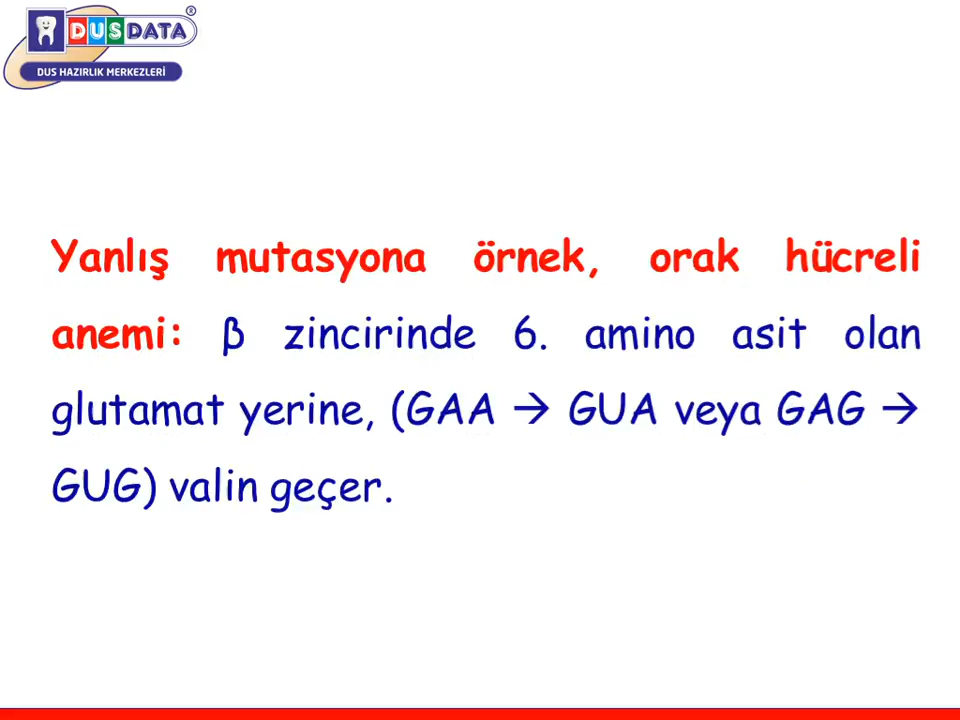 DUSDATA®
DUS HAZIRLIK MERKEZLERİ
Yanlış mutasyona örnek, orak hücreli
anemi: β zincirinde 6. amino asit olan
glutamat yerine, (GAA → GUA veya GAG →
GUG) valin geçer.